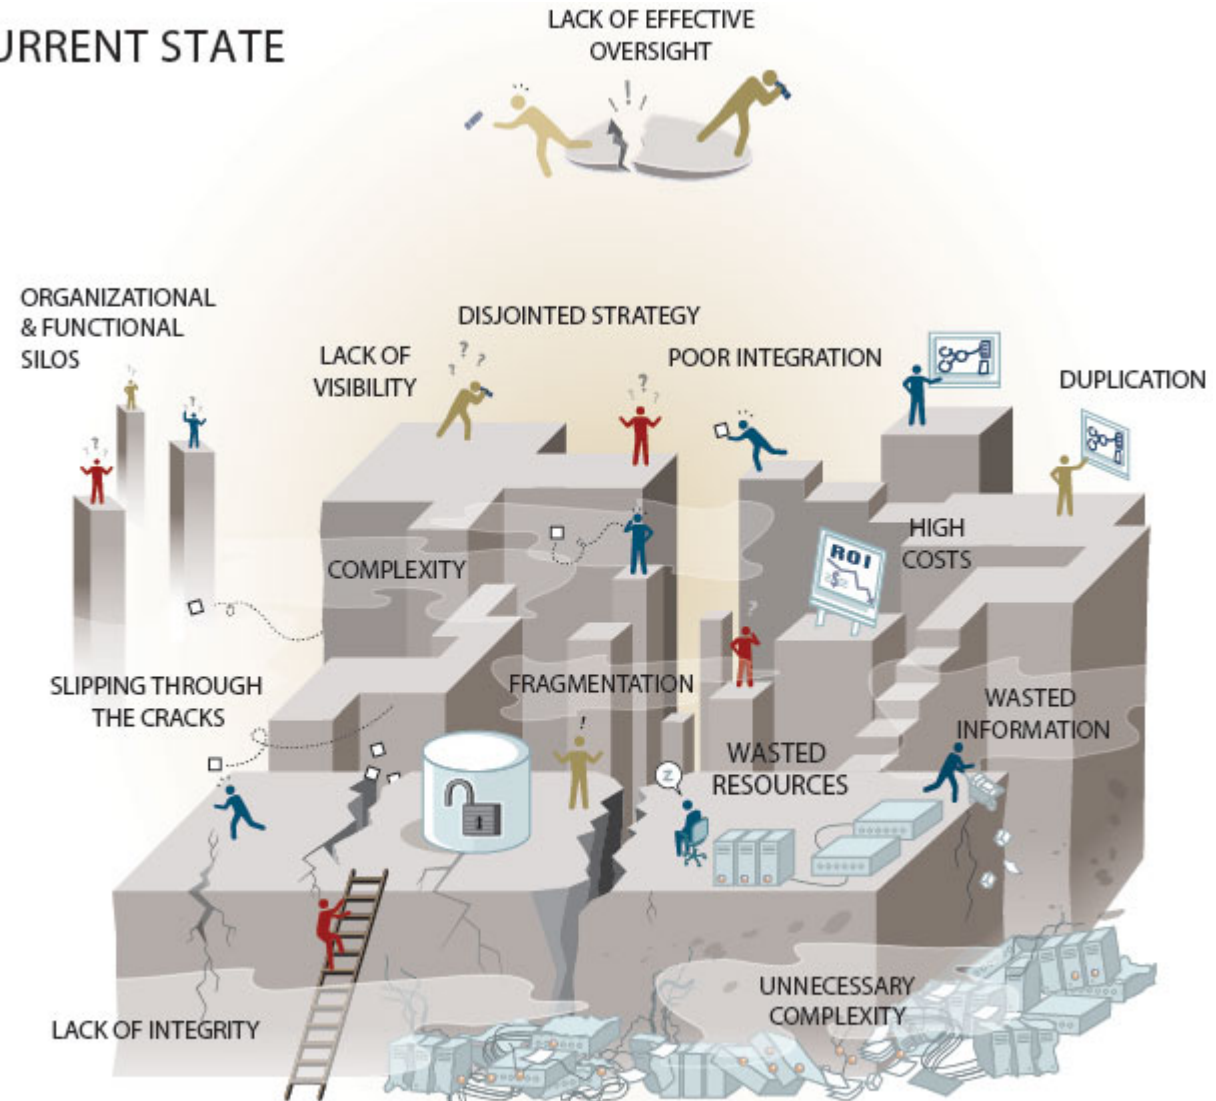 URRENT STATE
LACK OF EFFECTIVE
OVERSIGHT
ORGANIZATIONAL
& FUNCTIONAL
SILOS
DISJOINTED STRATEGY
LACK OF
VISIBILITY
POOR INTEGRATION
DUPLICATION
HIGH
COSTS
ROI
$
COMPLEXITY
SLIPPING THROUGH
THE CRACKS
FRAGMENTATION
WASTED
INFORMATION
WASTED
RESOURCES
Z
UNNECESSARY
COMPLEXITY
LACK OF INTEGRITY